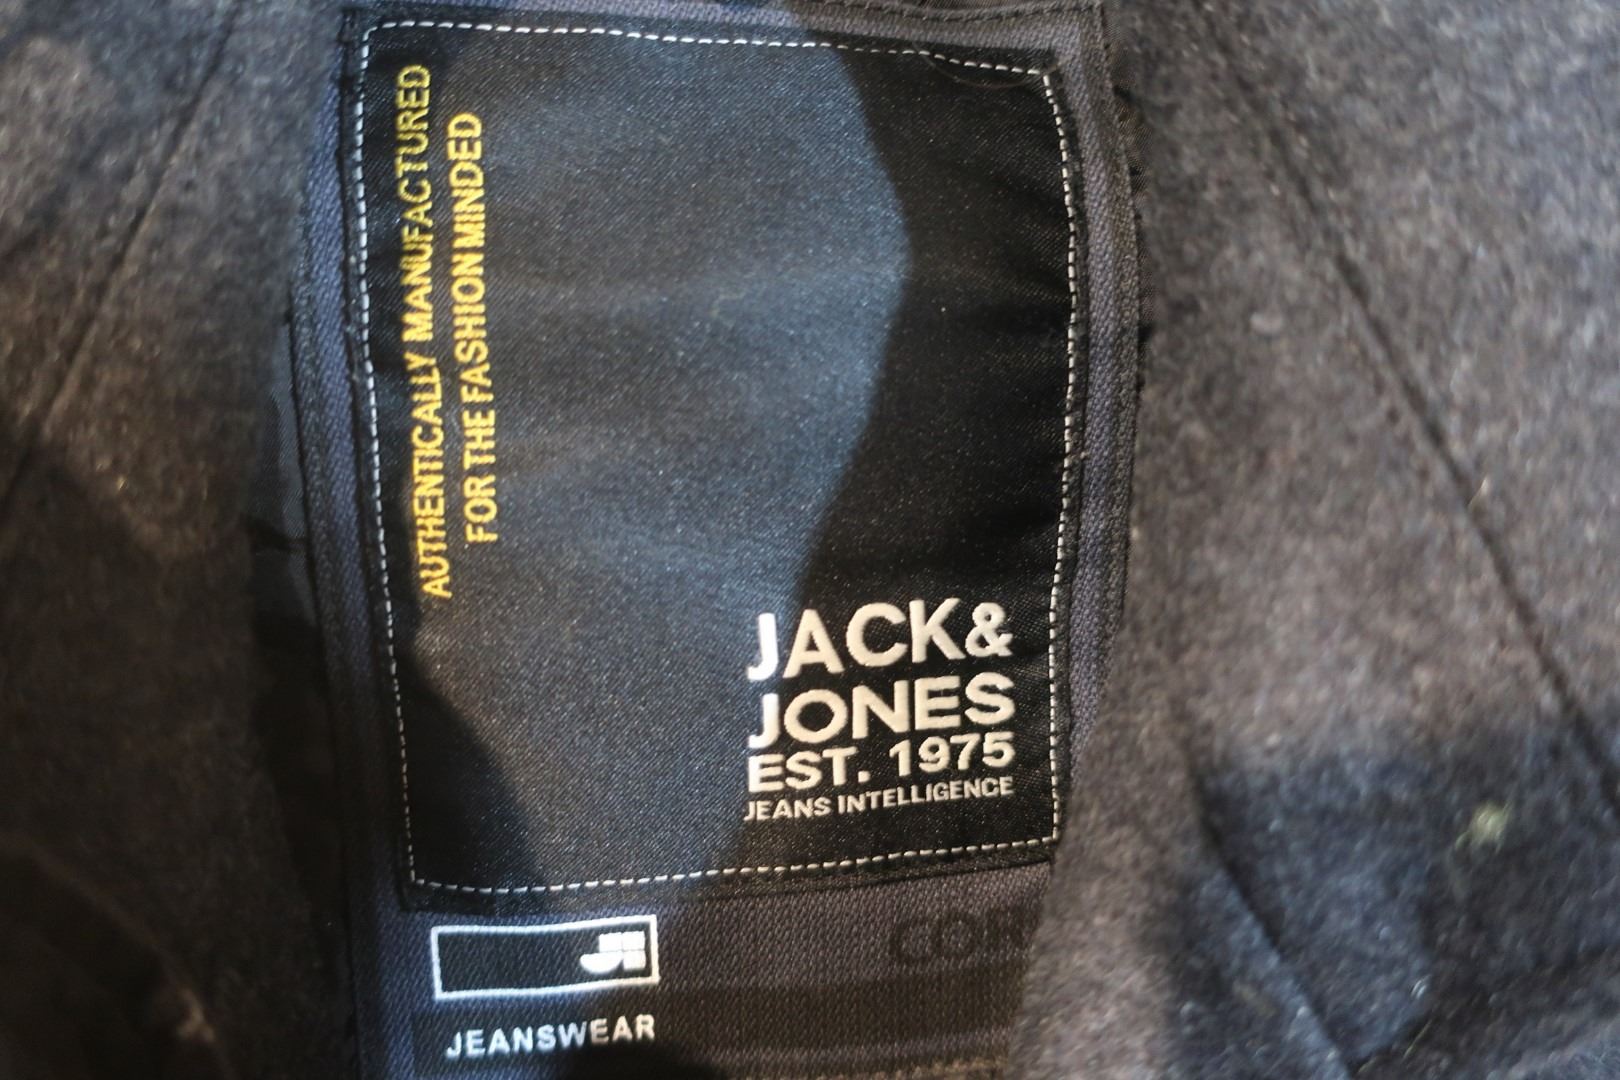 AUTHENTICALLY MANUFACTURED
FOR THE FASHION MINDED
JACK&
JONES
EST. 1975
JEANS INTELLIGENCE
JEANSWEAR